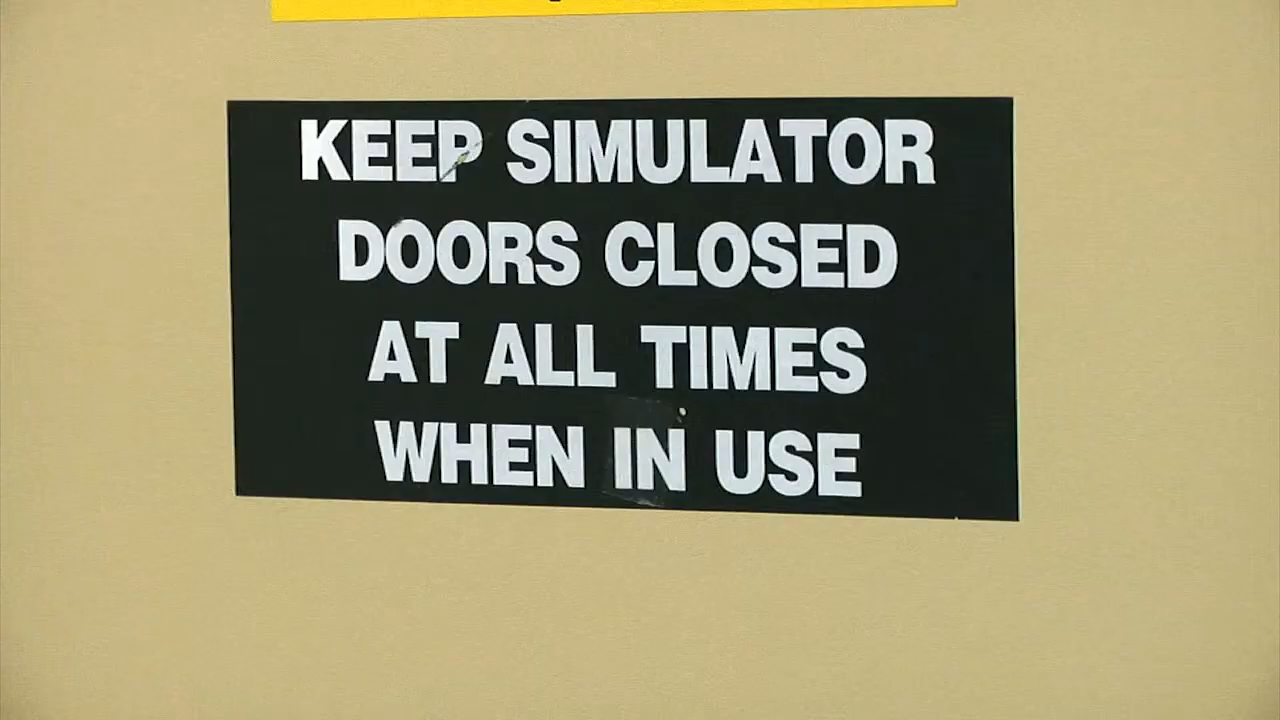 KEEP SIMULATOR
DOORS CLOSED
AT ALL TIMES
WHEN IN USE